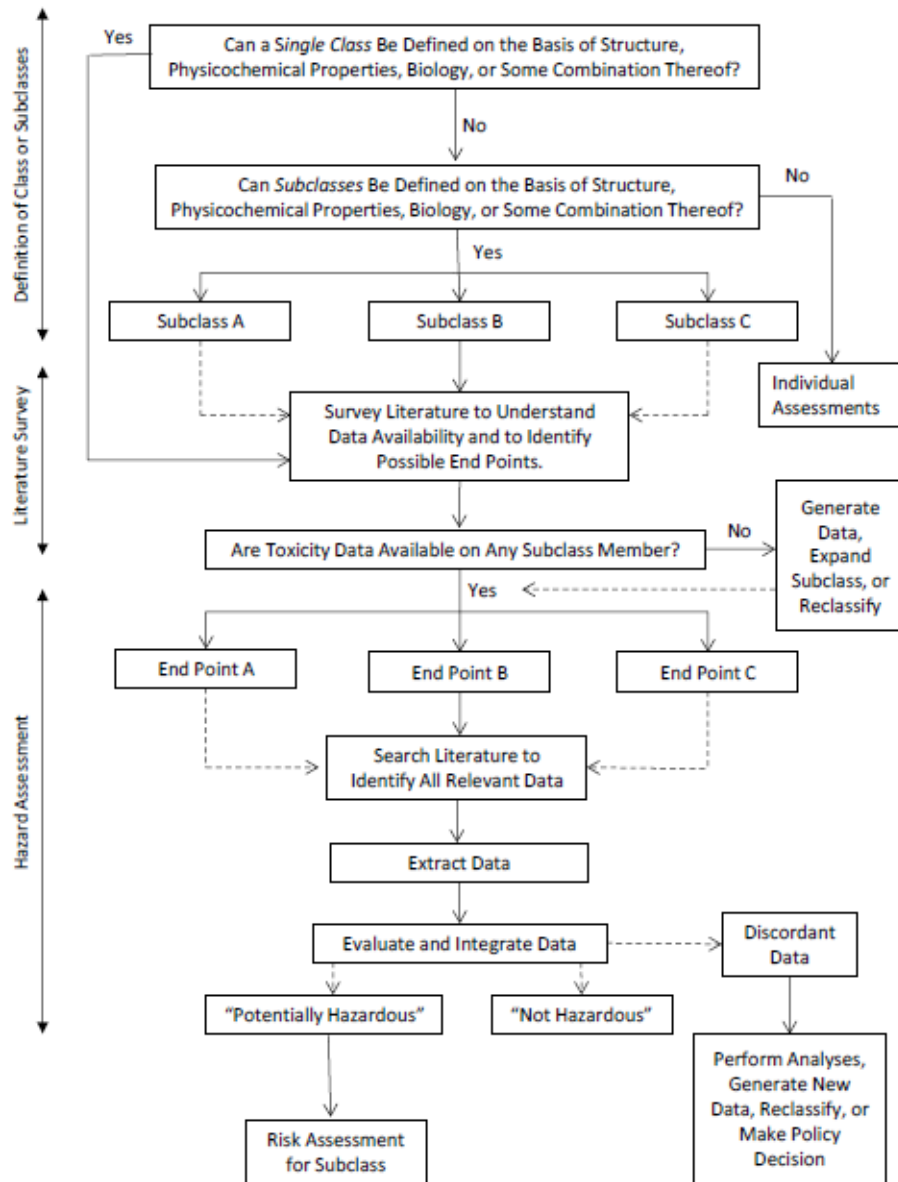 Yes
Can a Single Class Be Defined on the Basis of Structure,
Physicochemical Properties, Biology, or Some Combination Thereof?
Definition of Class or Subclasses
No
Can Subclasses Be Defined on the Basis of Structure,
Physicochemical Properties, Biology, or Some Combination Thereof?
No
Yes
Subclass A
Subclass B
Subclass C
Individual
Assessments
Literature Survey
Survey Literature to Understand
Data Availability and to Identify
Possible End Points.
Are Toxicity Data Available on Any Subclass Member?
No
Generate
Data,
Expand
Subclass, or
Reclassify
Yes
Hazard Assessment
End Point A
End Point B
End Point C
Search Literature to
Identify All Relevant Data
Extract Data
Evaluate and Integrate Data
Discordant
Data
“Potentially Hazardous”
“Not Hazardous”
Perform Analyses,
Generate New
Data, Reclassify, or
Make Policy
Decision
Risk Assessment
for Subclass